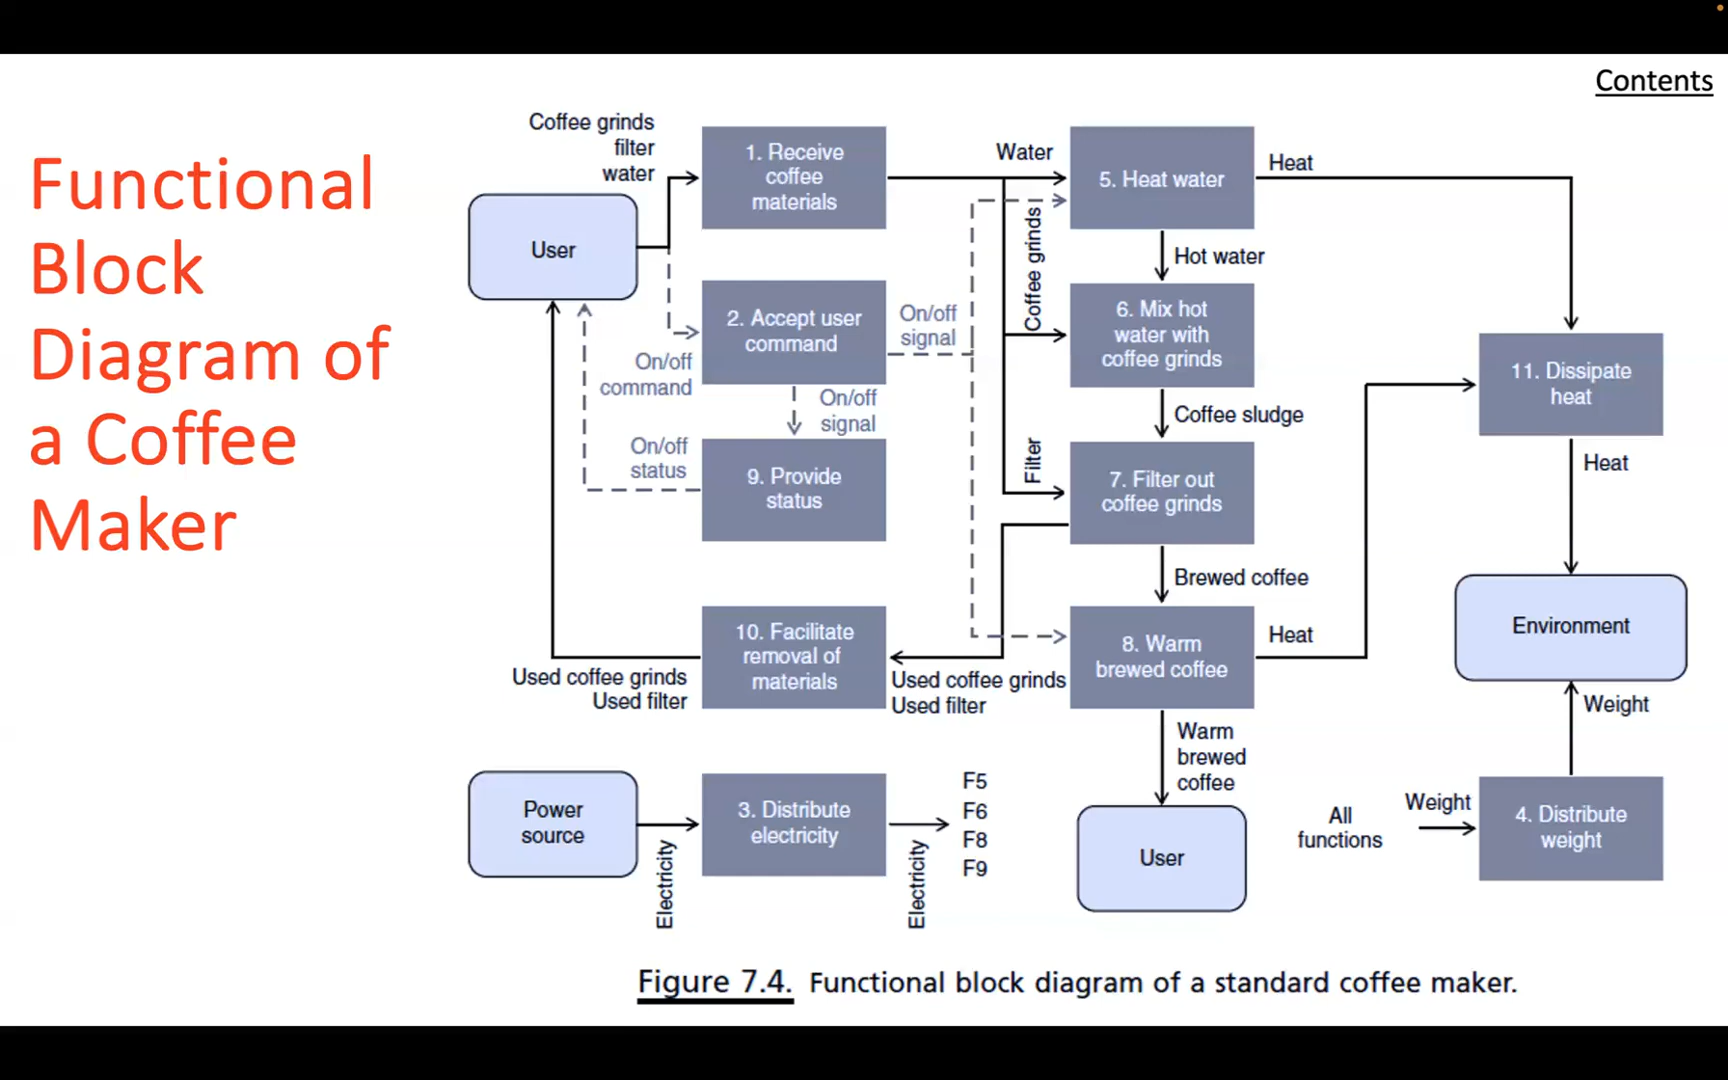 Contents
Functional
Block
Diagram of
a Coffee
Maker
Coffee grinds
filter
water
User
1. Receive
coffee
materials
Water
5. Heat water
Heat
Coffee grinds
Hot water
2. Accept user
command
On/off
command
On/off
signal
On/off
signal
6. Mix hot
water with
coffee grinds
11. Dissipate
heat
Coffee sludge
On/off
status
9. Provide
status
Filter
7. Filter out
coffee grinds
Heat
Brewed coffee
Environment
10. Facilitate
removal of
materials
Used coffee grinds
Used filter
Used coffee grinds
Used filter
8. Warm
brewed coffee
Heat
Weight
Warm
brewed
coffee
Power
source
Electricity
3. Distribute
electricity
Electricity
F5
F6
F8
F9
User
All
functions
Weight
4. Distribute
weight
Figure 7.4. Functional block diagram of a standard coffee maker.